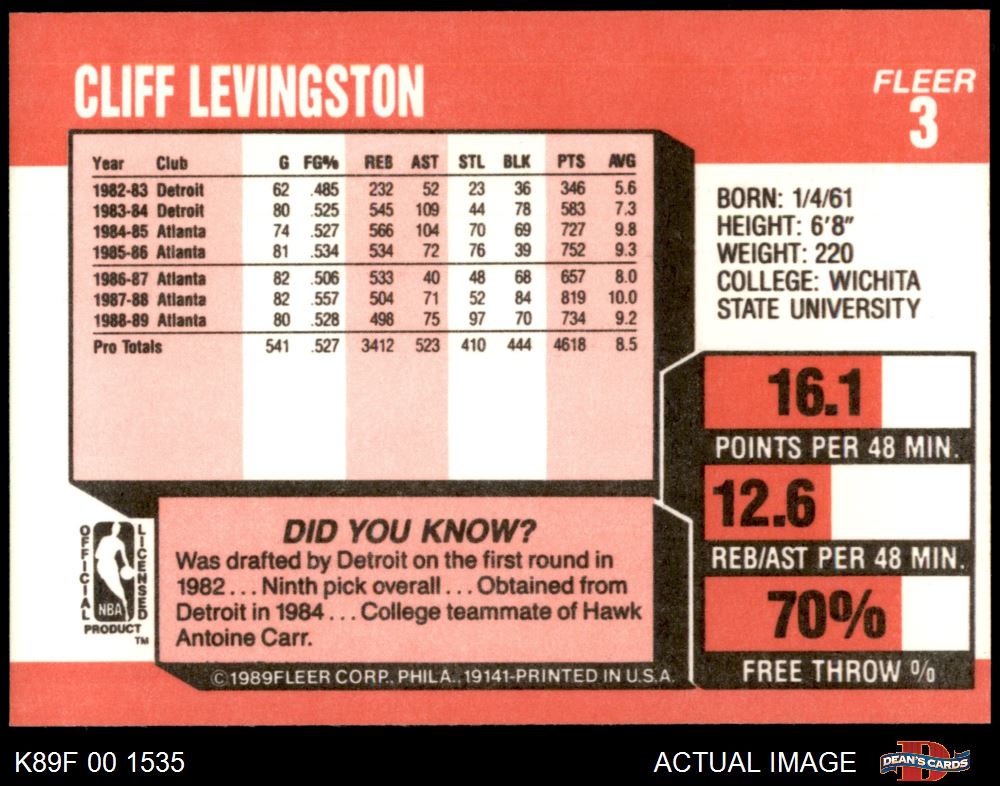 CLIFF LEVINGSTON
FLEER
3
Year Club G FG% REB AST STL BLK PTS AVG
1982-83 Detroit 62 .485 232 52 23 36 346 5.6
1983-84 Detroit 80 .525 545 109 44 78 583 7.3
1984-85 Atlanta 74 .527 566 104 70 69 727 9.8
1985-86 Atlanta 81 .534 534 72 76 39 752 9.3
1986-87 Atlanta 82 .506 533 40 48 68 657 8.0
1987-88 Atlanta 82 .557 504 71 52 84 819 10.0
1988-89 Atlanta 80 .528 498 75 97 70 734 9.2
Pro Totals 541 .527 3412 523 410 444 4618 8.5
BORN: 1/4/61
HEIGHT: 6'8"
WEIGHT: 220
COLLEGE: WICHITA
STATE UNIVERSITY
16.1
POINTS PER 48 MIN.
12.6
REB/AST PER 48 MIN.
70%
FREE THROW %
DID YOU KNOW?
Was drafted by Detroit on the first round in
1982 . . . Ninth pick overall . . . Obtained from
Detroit in 1984 . . . College teammate of Hawk
Antoine Carr.
OFFICIAL
LICENSED
NBA
PRODUCT
TM
©1989 FLEER CORP., PHILA., 19141-PRINTED IN U.S.A.
K89F 00 1535
ACTUAL IMAGE
D
DEAN'S CARDS